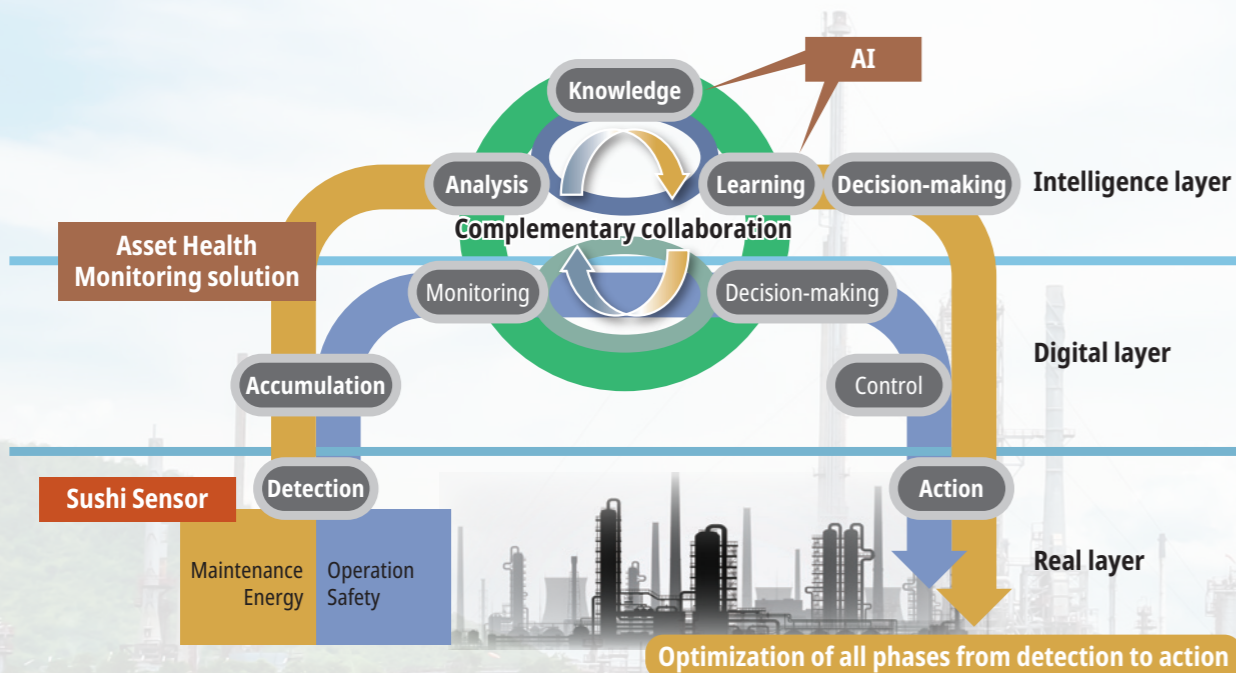 AI
Knowledge
Analysis
Learning
Decision-making
Intelligence layer
Complementary collaboration
Asset Health
Monitoring solution
Monitoring
Decision-making
Digital layer
Accumulation
Control
Sushi Sensor
Detection
Action
Maintenance
Energy
Operation
Safety
Real layer
Optimization of all phases from detection to action